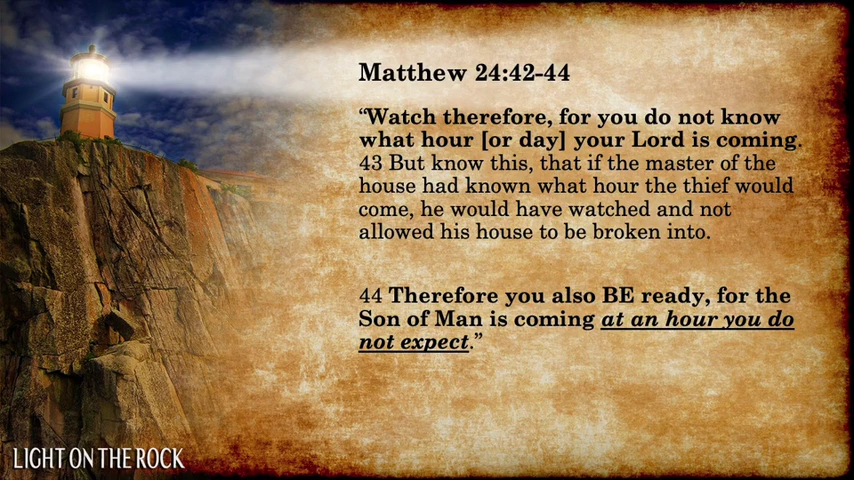 Matthew 24:42-44
“Watch therefore, for you do not know
what hour [or day] your Lord is coming.
43 But know this, that if the master of the
house had known what hour the thief would
come, he would have watched and not
allowed his house to be broken into.
44 Therefore you also BE ready, for the
Son of Man is coming at an hour you do
not expect.”
LIGHT ON THE ROCK